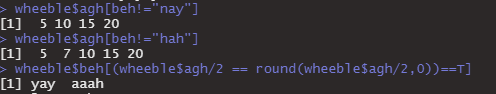 > wheeble$agh[beh!="nay"]
[1]  5 10 15 20
> wheeble$agh[beh!="hah"]
[1]  5  7 10 15 20
> wheeble$beh[(wheeble$agh/2 == round(wheeble$agh/2,0))==T]
[1] yay  aaah